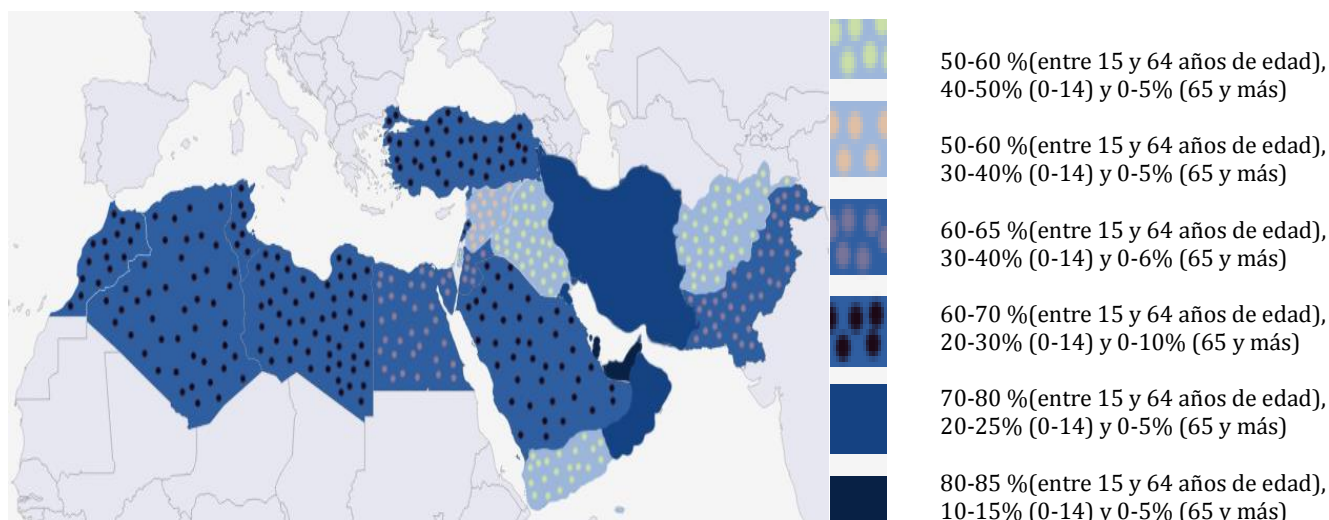 50-60 %(entre 15 y 64 años de edad),
40-50% (0-14) y 0-5% (65 y más)
50-60 %(entre 15 y 64 años de edad),
30-40% (0-14) y 0-5% (65 y más)
60-65 %(entre 15 y 64 años de edad),
30-40% (0-14) y 0-6% (65 y más)
60-70 %(entre 15 y 64 años de edad),
20-30% (0-14) y 0-10% (65 y más)
70-80 %(entre 15 y 64 años de edad),
20-25% (0-14) y 0-5% (65 y más)
80-85 %(entre 15 y 64 años de edad),
10-15% (0-14) y 0-5% (65 y más)